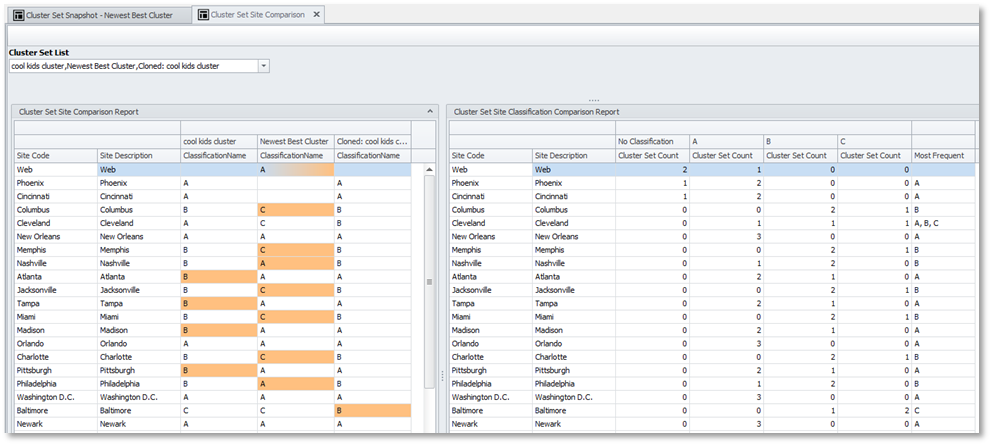 Cluster Set Snapshot - Newest Best Cluster Cluster Set Site Comparison
Cluster Set List
cool kids cluster,Newest Best Cluster,Cloned: cool kids cluster
Cluster Set Site Comparison Report
cool kids cluster Newest Best Cluster Cloned: cool kids c...
Site Code Site Description ClassificationName ClassificationName ClassificationName
Web Web A
Phoenix Phoenix A A
Cincinnati Cincinnati A A
Columbus Columbus B C B
Cleveland Cleveland A C B
New Orleans New Orleans A A A
Memphis Memphis B C B
Nashville Nashville B A B
Atlanta Atlanta B A A
Jacksonville Jacksonville B C B
Tampa Tampa B A A
Miami Miami B C B
Madison Madison B A A
Orlando Orlando A A A
Charlotte Charlotte B C B
Pittsburgh Pittsburgh B A A
Philadelphia Philadelphia B A B
Washington D.C. Washington D.C. A A A
Baltimore Baltimore C C B
Newark Newark A A A
Cluster Set Site Classification Comparison Report
No Classification A B C
Site Code Site Description Cluster Set Count Cluster Set Count Cluster Set Count Cluster Set Count Most Frequent
Web Web 2 1 0 0
Phoenix Phoenix 1 2 0 0 A
Cincinnati Cincinnati 1 2 0 0 A
Columbus Columbus 0 0 2 1 B
Cleveland Cleveland 0 1 1 1 A, B, C
New Orleans New Orleans 0 3 0 0 A
Memphis Memphis 0 0 2 1 B
Nashville Nashville 0 1 2 0 B
Atlanta Atlanta 0 2 1 0 A
Jacksonville Jacksonville 0 0 2 1 B
Tampa Tampa 0 2 1 0 A
Miami Miami 0 0 2 1 B
Madison Madison 0 2 1 0 A
Orlando Orlando 0 3 0 0 A
Charlotte Charlotte 0 0 2 1 B
Pittsburgh Pittsburgh 0 2 1 0 A
Philadelphia Philadelphia 0 1 2 0 B
Washington D.C. Washington D.C. 0 3 0 0 A
Baltimore Baltimore 0 0 1 2 C
Newark Newark 0 3 0 0 A